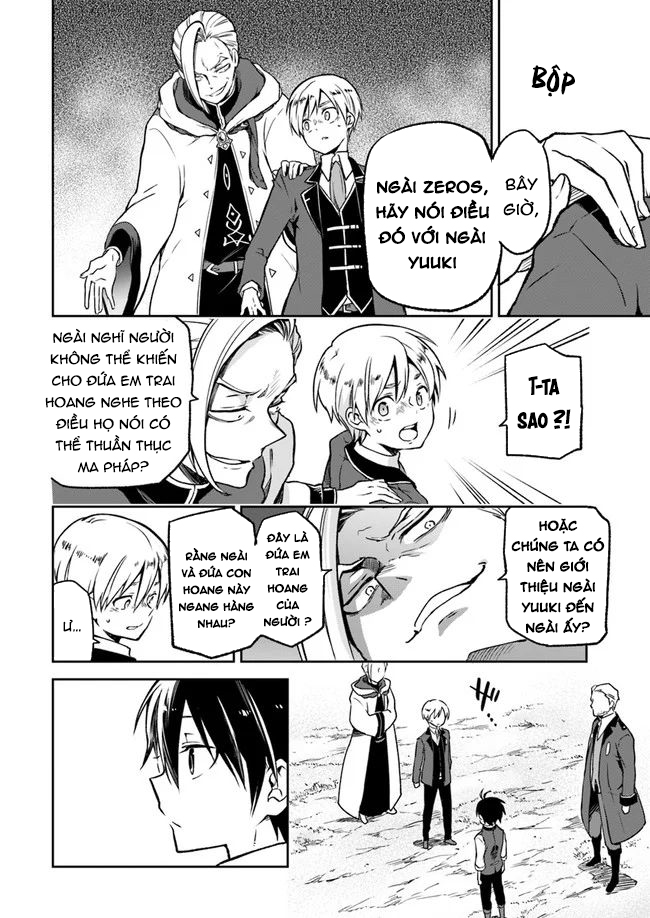 BỘP
BÂY
GIỜ,
NGÀI ZEROS,
HÃY NÓI ĐIỀU
ĐÓ VỚI NGÀI
YUUKI
T-TA
SAO ?!
NGÀI NGHĨ NGƯỜI
KHÔNG THỂ KHIẾN
CHO ĐỨA EM TRAI
HOANG NGHE THEO
ĐIỀU HỌ NÓI CÓ
THỂ THUẦN THỤC
MA PHÁP?
HOẶC
CHÚNG TA CÓ
NÊN GIỚI
THIỆU NGÀI
YUUKI ĐẾN
NGÀI ẤY?
ĐÂY LÀ
ĐỨA EM
TRAI
HOANG
CỦA
NGƯỜI ?
RẰNG NGÀI
VÀ ĐỨA CON
HOANG NÀY
NGANG HÀNG
NHAU?
Ư...